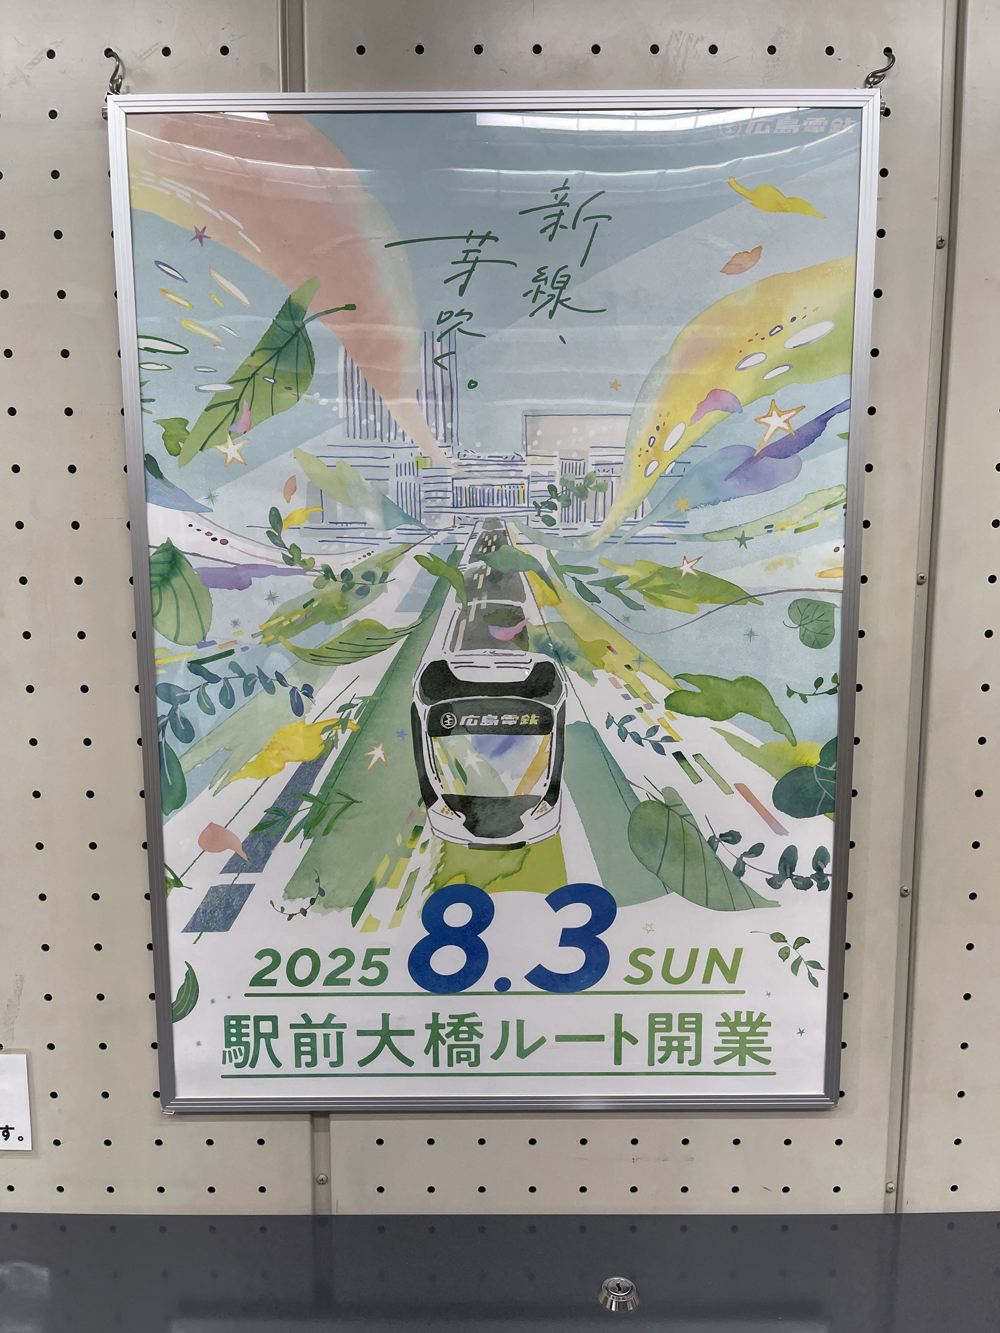 広島電鉄
新線、
芽吹く。
広島電鉄
2025 8.3 SUN
駅前大橋ルート開業
す。